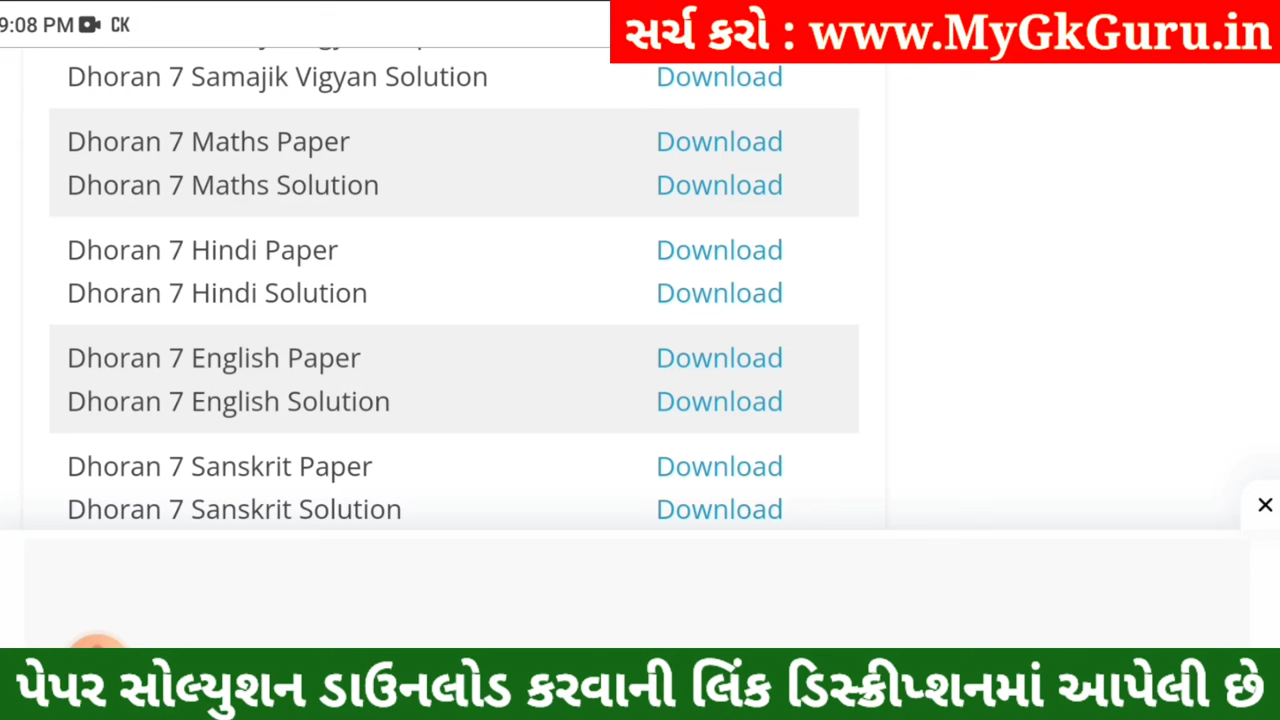 9:08 PM CK
સર્ચ કરો : www.MyGkGuru.in
Dhoran 7 Samajik Vigyan Solution Download
Dhoran 7 Maths Paper Download
Dhoran 7 Maths Solution Download
Dhoran 7 Hindi Paper Download
Dhoran 7 Hindi Solution Download
Dhoran 7 English Paper Download
Dhoran 7 English Solution Download
Dhoran 7 Sanskrit Paper Download
Dhoran 7 Sanskrit Solution Download
પેપર સોલ્યુશન ડાઉનલોડ કરવાની લિંક ડિસ્ક્રીપ્શનમાં આપેલી છે